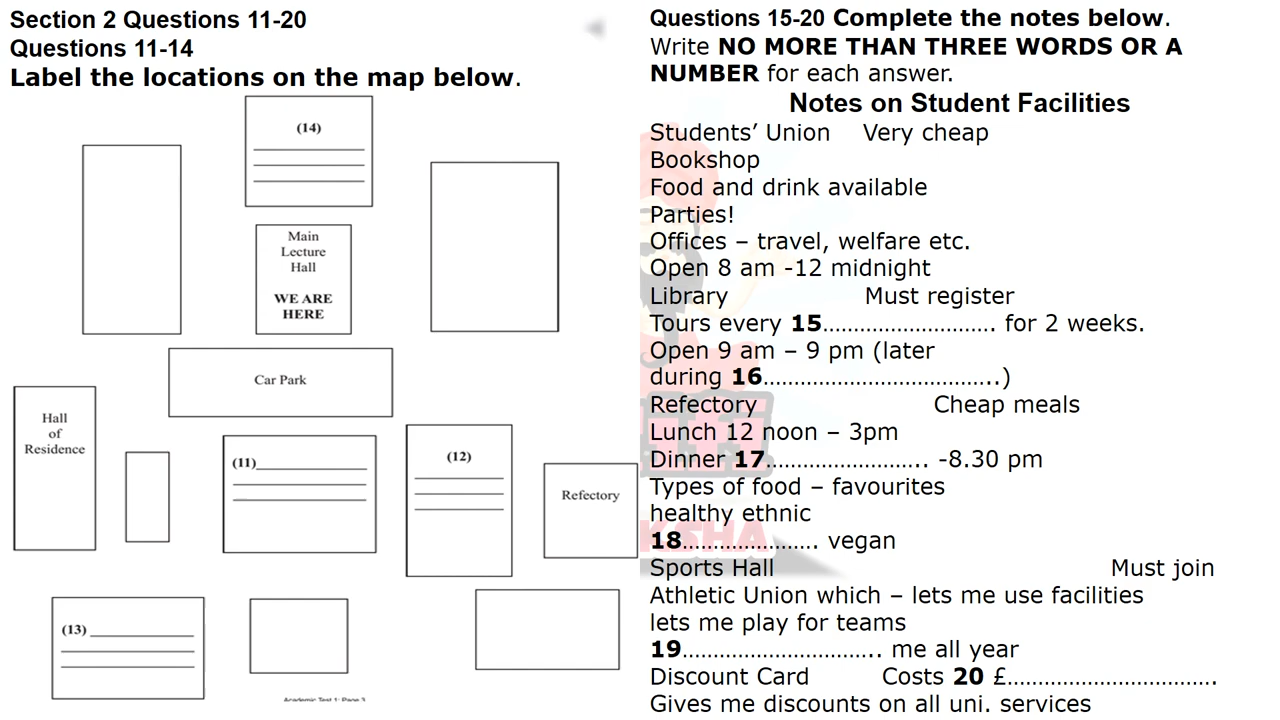 Section 2 Questions 11-20
Questions 11-14
Label the locations on the map below.
(14)
Main
Lecture
Hall
WE ARE
HERE
Car Park
Hall
of
Residence
(11)
(12)
Refectory
(13)
Academic Test 1; Page 3
Questions 15-20 Complete the notes below.
Write NO MORE THAN THREE WORDS OR A
NUMBER for each answer.
Notes on Student Facilities
Students’ Union Very cheap
Bookshop
Food and drink available
Parties!
Offices – travel, welfare etc.
Open 8 am -12 midnight
Library Must register
Tours every 15………………………. for 2 weeks.
Open 9 am – 9 pm (later
during 16………………………………..)
Refectory Cheap meals
Lunch 12 noon – 3pm
Dinner 17…………………….. -8.30 pm
Types of food – favourites
healthy ethnic
18…………………. vegan
Sports Hall Must join
Athletic Union which – lets me use facilities
lets me play for teams
19………………………….. me all year
Discount Card Costs 20 £…………………………….
Gives me discounts on all uni. services